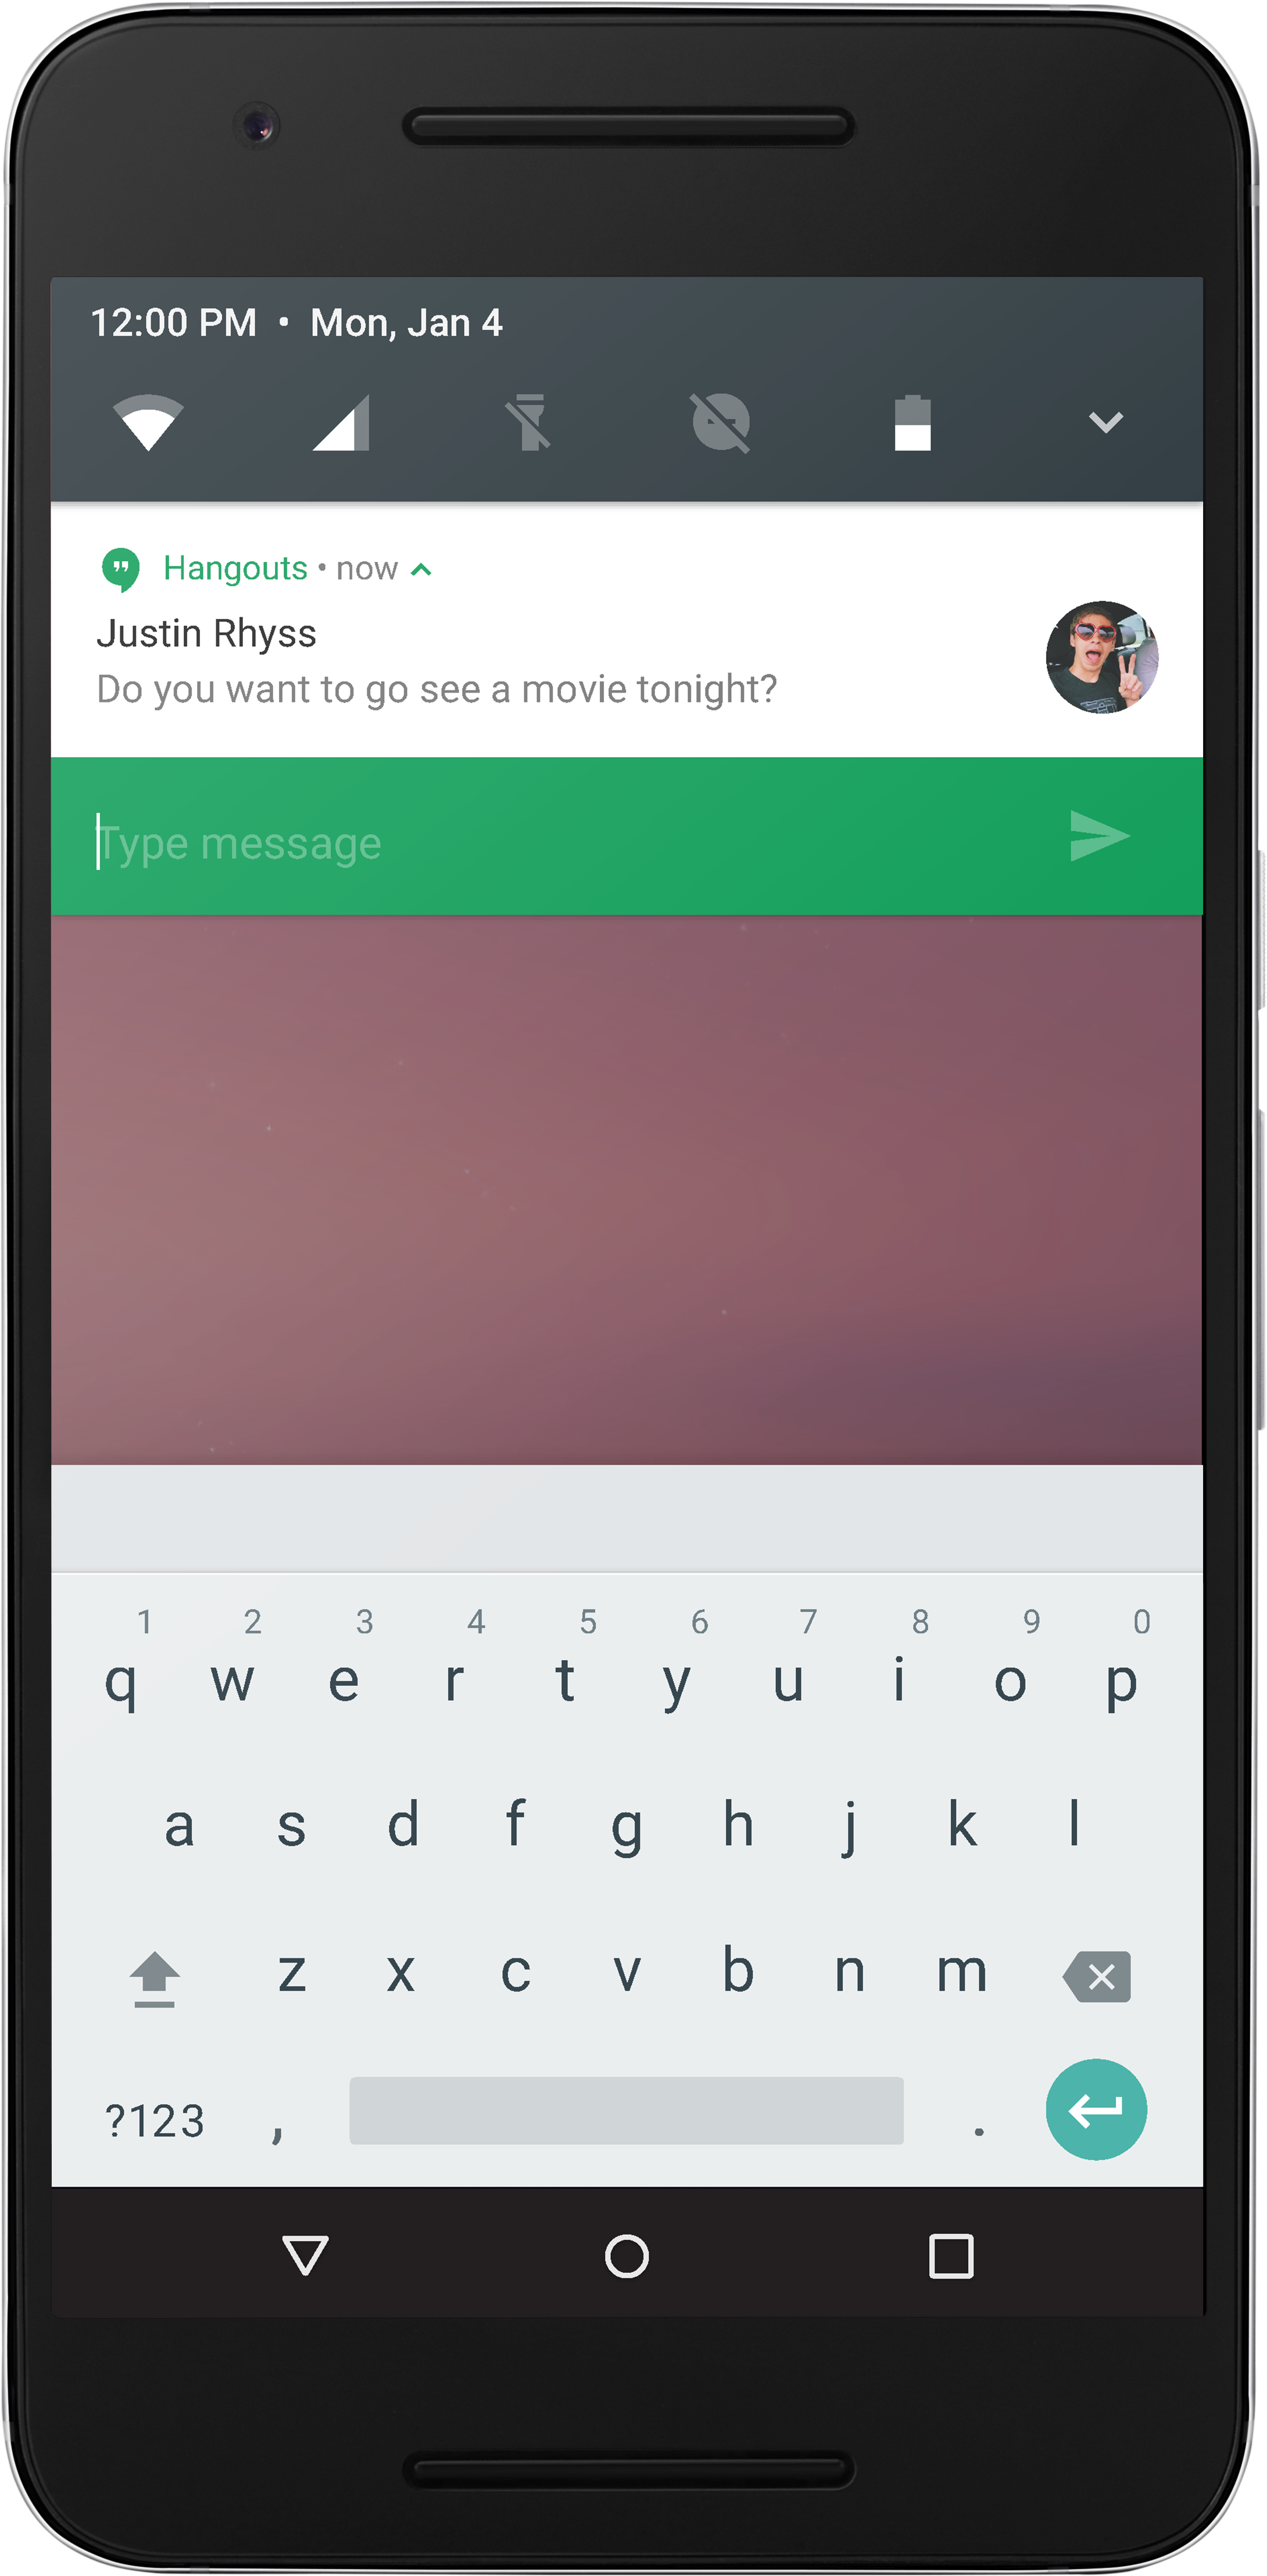 12:00 PM • Mon, Jan 4
Hangouts • now
Justin Rhyss
Do you want to go see a movie tonight?
Type message
1 2 3 4 5 6 7 8 9 0
q w e r t y u i o p
a s d f g h j k l
z x c v b n m
?123 , .